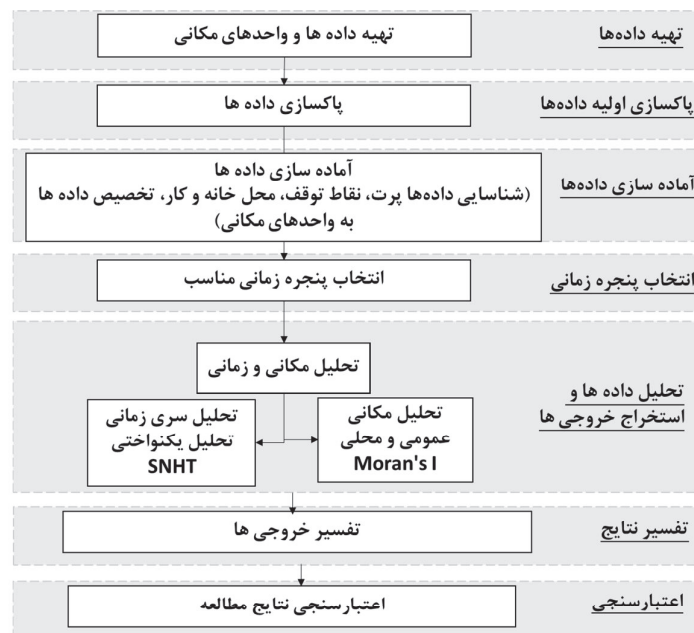 تهیه داده‌ها
تهیه داده ها و واحدهای مکانی
پاکسازی اولیه داده‌ها
پاکسازی داده ها
آماده سازی داده‌ها
آماده سازی داده ها
(شناسایی داده‌ها پرت، نقاط توقف، محل خانه و کار، تخصیص داده ها
به واحدهای مکانی)
انتخاب پنجره زمانی
انتخاب پنجره زمانی مناسب
تحلیل داده ها و
استخراج خروجی ها
تحلیل مکانی و زمانی
تحلیل مکانی
عمومی و محلی
Moran's I
تحلیل سری زمانی
تحلیل یکنواختی
SNHT
تفسیر نتایج
تفسیر خروجی ها
اعتبارسنجی
اعتبارسنجی نتایج مطالعه